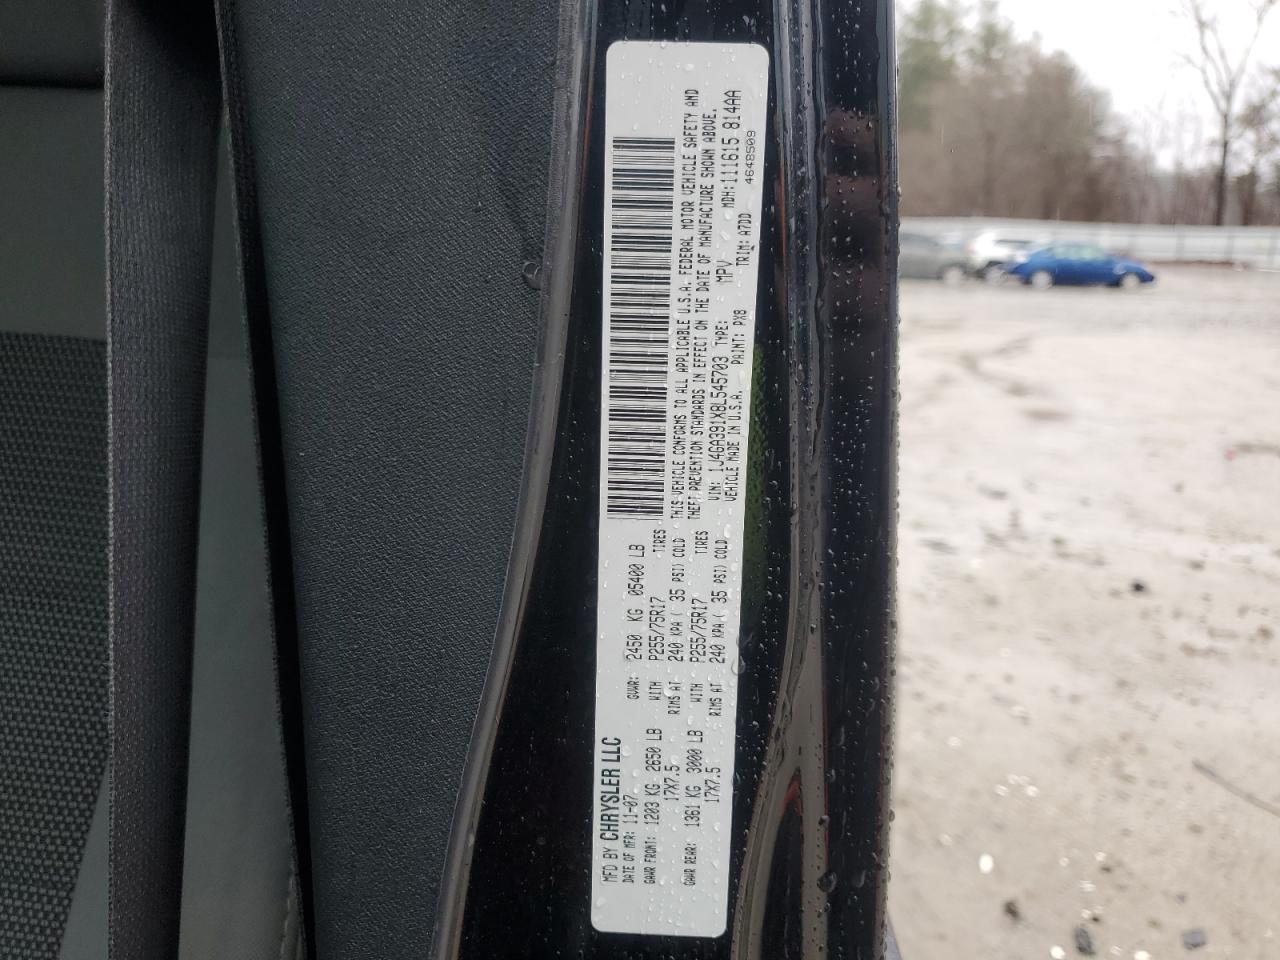 MFD BY CHRYSLER LLC
DATE OF MFR: 11-07 GVWR: 2450 KG 05400 LB
GAWR FRONT: 1203 KG 2650 LB WITH P255/75R17 TIRES
17X7.5 RIMS AT 240 KPA ( 35 PSI) COLD
GAWR REAR: 1361 KG 3000 LB WITH P255/75R17 TIRES
17X7.5 RIMS AT 240 KPA ( 35 PSI) COLD
THIS VEHICLE CONFORMS TO ALL APPLICABLE U.S.A. FEDERAL MOTOR VEHICLE SAFETY AND
THEFT PREVENTION STANDARDS IN EFFECT ON THE DATE OF MANUFACTURE SHOWN ABOVE.
VIN: 1J4GA391X8L545703 TYPE: MPV MDH:111615 814AA
VEHICLE MADE IN U.S.A. PAINT: PX8 TRIM: A7DD 4648509